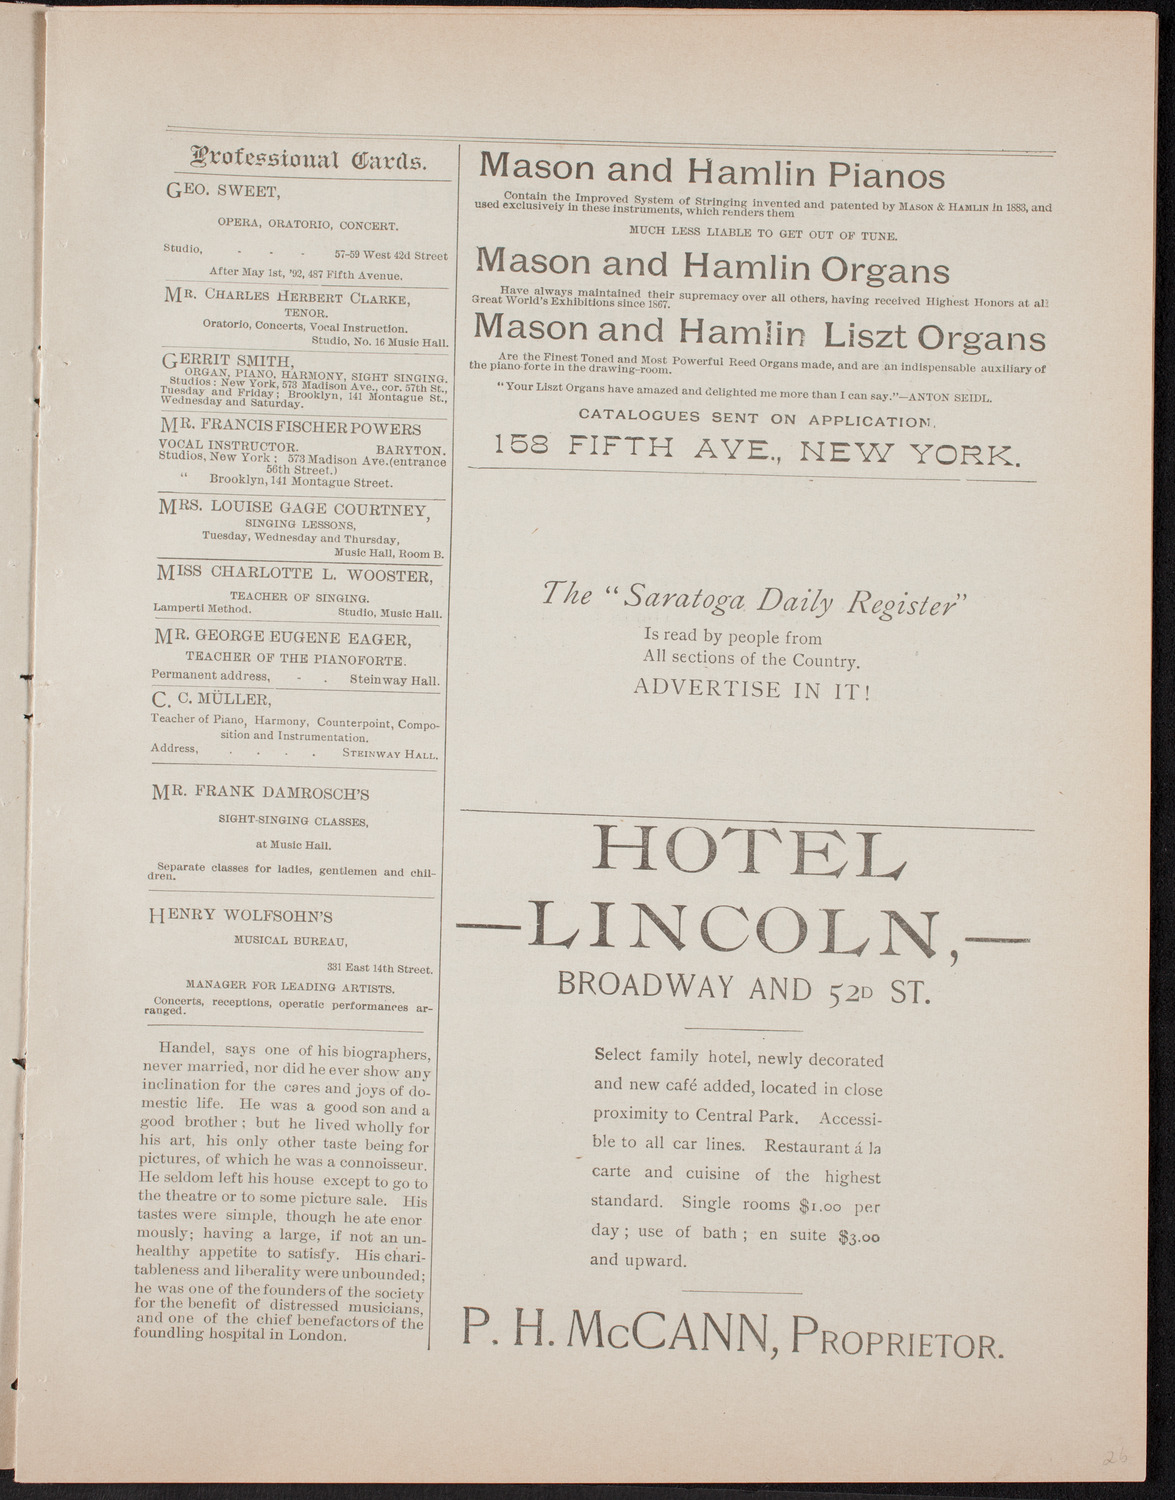 Professional Cards.
GEO. SWEET,
OPERA, ORATORIO, CONCERT.
Studio, - - - 57-59 West 42d Street
After May 1st, '92, 487 Fifth Avenue.
MR. CHARLES HERBERT CLARKE,
TENOR.
Oratorio, Concerts, Vocal Instruction.
Studio, No. 16 Music Hall.
GERRIT SMITH,
ORGAN, PIANO, HARMONY, SIGHT SINGING.
Studios: New York, 573 Madison Ave., cor. 57th St.,
Tuesday and Friday; Brooklyn, 141 Montague St.,
Wednesday and Saturday.
MR. FRANCIS FISCHER POWERS
VOCAL INSTRUCTOR. BARYTON.
Studios, New York: 573 Madison Ave. (entrance
56th Street.)
" Brooklyn, 141 Montague Street.
MRS. LOUISE GAGE COURTNEY,
SINGING LESSONS,
Tuesday, Wednesday and Thursday,
Music Hall, Room B.
MISS CHARLOTTE L. WOOSTER,
TEACHER OF SINGING.
Lamperti Method. Studio, Music Hall.
MR. GEORGE EUGENE EAGER,
TEACHER OF THE PIANOFORTE.
Permanent address, - . Steinway Hall.
C. C. MÜLLER,
Teacher of Piano, Harmony, Counterpoint, Compo-
sition and Instrumentation.
Address, . . . . STEINWAY HALL.
MR. FRANK DAMROSCH'S
SIGHT-SINGING CLASSES,
at Music Hall.
Separate classes for ladies, gentlemen and chil-
dren.
HENRY WOLFSOHN'S
MUSICAL BUREAU,
331 East 14th Street.
MANAGER FOR LEADING ARTISTS.
Concerts, receptions, operatic performances ar-
ranged.
Handel, says one of his biographers,
never married, nor did he ever show any
inclination for the cares and joys of do-
mestic life. He was a good son and a
good brother; but he lived wholly for
his art, his only other taste being for
pictures, of which he was a connoisseur.
He seldom left his house except to go to
the theatre or to some picture sale. His
tastes were simple, though he ate enor
mously; having a large, if not an un-
healthy appetite to satisfy. His chari-
tableness and liberality were unbounded;
he was one of the founders of the society
for the benefit of distressed musicians,
and one of the chief benefactors of the
foundling hospital in London.
Mason and Hamlin Pianos
Contain the Improved System of Stringing invented and patented by MASON & HAMLIN in 1883, and
used exclusively in these instruments, which renders them
MUCH LESS LIABLE TO GET OUT OF TUNE.
Mason and Hamlin Organs
Have always maintained their supremacy over all others, having received Highest Honors at all
Great World's Exhibitions since 1867.
Mason and Hamlin Liszt Organs
Are the Finest Toned and Most Powerful Reed Organs made, and are an indispensable auxiliary of
the piano-forte in the drawing-room.
"Your Liszt Organs have amazed and delighted me more than I can say."—ANTON SEIDL.
CATALOGUES SENT ON APPLICATION.
158 FIFTH AVE., NEW YORK.
The "Saratoga Daily Register"
Is read by people from
All sections of the Country.
ADVERTISE IN IT!
HOTEL
—LINCOLN,—
BROADWAY AND 52D ST.
Select family hotel, newly decorated
and new café added, located in close
proximity to Central Park. Accessi-
ble to all car lines. Restaurant á la
carte and cuisine of the highest
standard. Single rooms $1.00 per
day; use of bath; en suite $3.00
and upward.
P. H. MCCANN, PROPRIETOR.
26